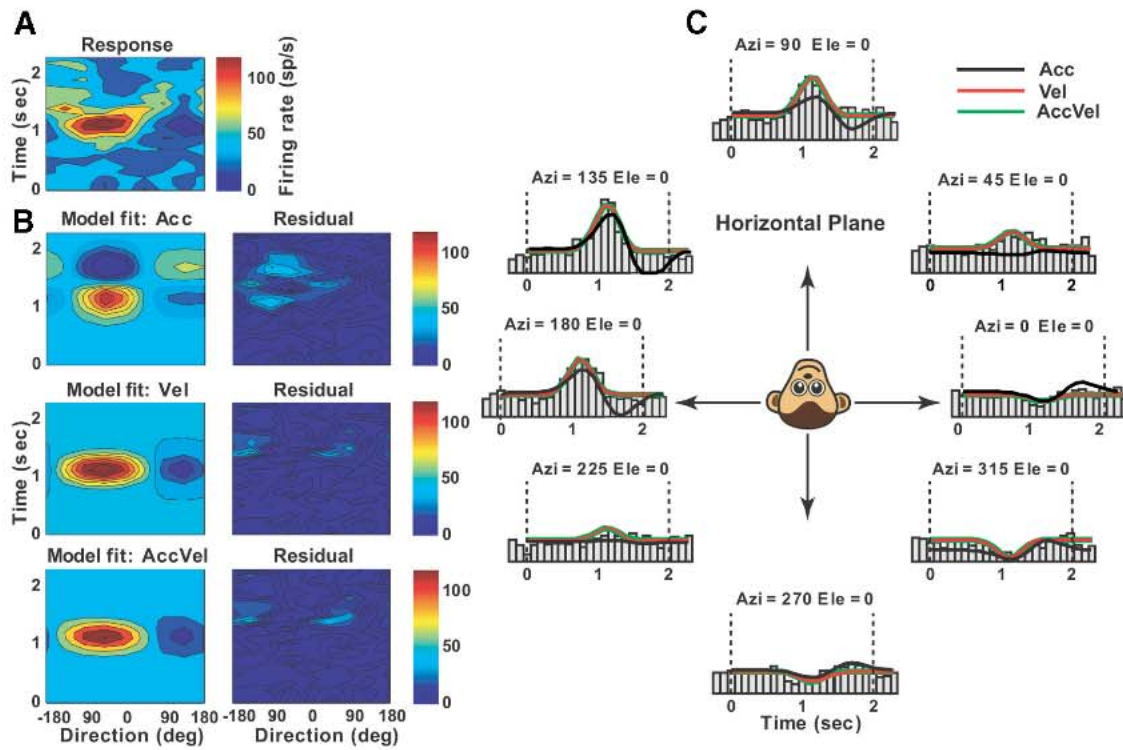 A
Response
Time (sec)
2
1
0
100
50
0
Firing rate (sp/s)
B
Model fit: Acc
Residual
2
1
0
100
50
0
Model fit: Vel
Residual
Time (sec)
2
1
0
100
50
0
Model fit: AccVel
Residual
2
1
0
100
50
0
-180 90 0 90 180
Direction (deg)
-180 90 0 90 180
Direction (deg)
C
Azi = 90 Ele = 0
0 1 2
Acc
Vel
AccVel
Azi = 135 Ele = 0
0 1 2
Horizontal Plane
Azi = 45 Ele = 0
0 1 2
Azi = 180 Ele = 0
0 1 2
Azi = 0 Ele = 0
0 1 2
Azi = 225 Ele = 0
0 1 2
Azi = 315 Ele = 0
0 1 2
Azi = 270 Ele = 0
0 1 2
Time (sec)